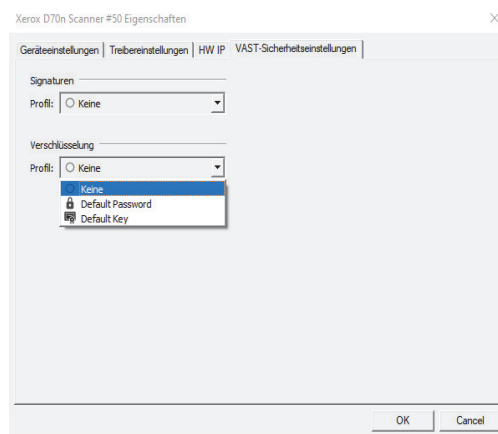 Xerox D70n Scanner #50 Eigenschaften
Geräteeinstellungen Treibereinstellungen HW IP VAST-Sicherheitseinstellungen
Signaturen
Profil: Keine
Verschlüsselung
Profil: Keine
Keine
Default Password
Default Key
OK Cancel